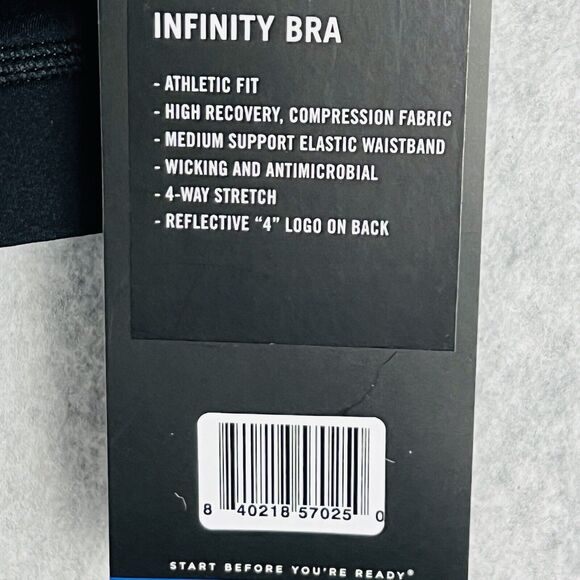 INFINITY BRA
- ATHLETIC FIT
- HIGH RECOVERY, COMPRESSION FABRIC
- MEDIUM SUPPORT ELASTIC WAISTBAND
- WICKING AND ANTIMICROBIAL
- 4-WAY STRETCH
- REFLECTIVE “4” LOGO ON BACK
8 40218 57025 0
START BEFORE YOU'RE READY®